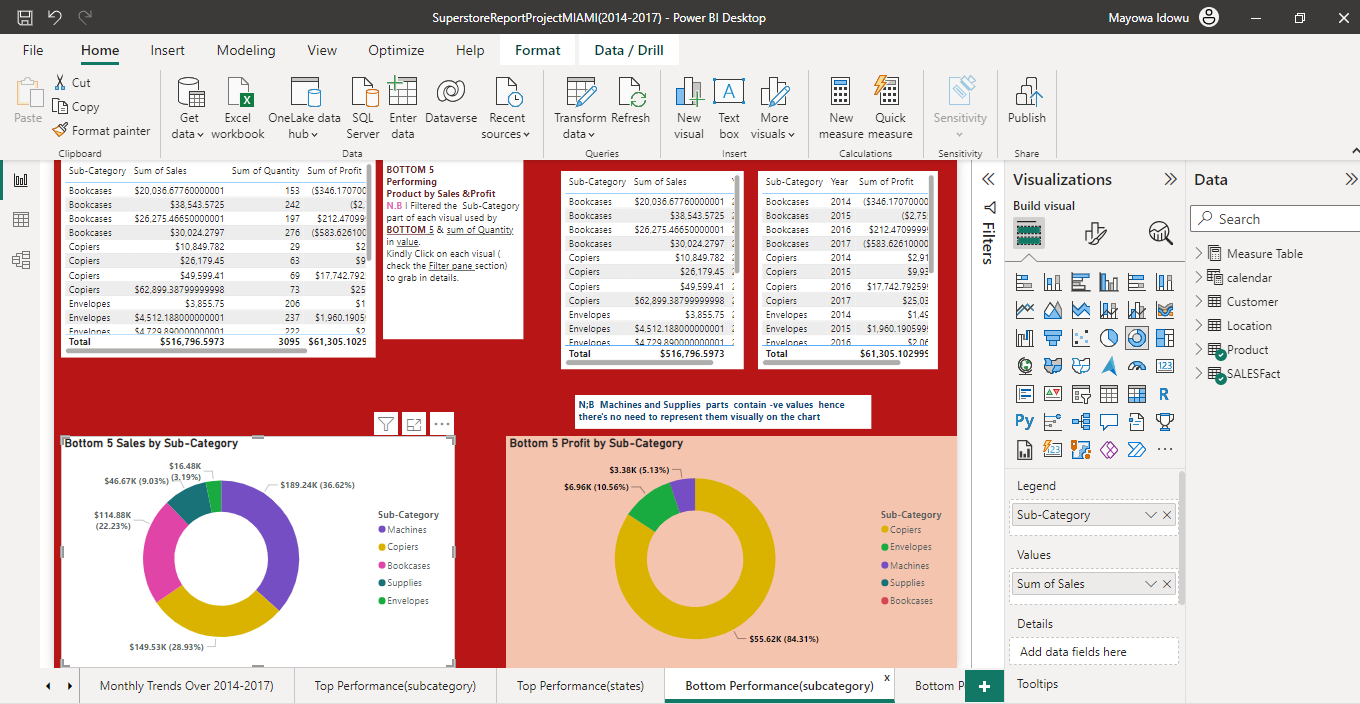 SuperstoreReportProjectMIAMI(2014-2017) - Power BI Desktop
Mayowa Idowu
File Home Insert Modeling View Optimize Help Format Data / Drill
Paste
Cut
Copy
Format painter
Get data
Excel workbook
OneLake data hub
SQL Server
Enter data
Dataverse
Recent sources
Transform data
Refresh
New visual
Text box
More visuals
New measure
Quick measure
Sensitivity
Publish
Clipboard Data Queries Insert Calculations Sensitivity Share
Sub-Category Sum of Sales Sum of Quantity Sum of Profit
Bookcases $20,036.67760000001 153 ($346.17070
Bookcases $38,543.5725 242 ($2.
Bookcases $26,275.46650000001 197 $212.4709
Bookcases $30,024.2797 276 ($583.62610
Copiers $10,849.782 29 $2
Copiers $26,179.45 63 $9
Copiers $49,599.41 69 $17,742.792
Copiers $62,899.38799999998 73 $25
Envelopes $3,855.75 206 $1
Envelopes $4,512.188000000001 237 $1,960.1905
Envelopes $4,729.890000000001 222 $2
Total $516,796.5973 3095 $61,305.1029
BOTTOM 5
Performing
Product by Sales &Profit
N.B I Filtered the Sub-Category
part of each visual used by
BOTTOM 5 & sum of Quantity
in value.
Kindly Click on each visual (
check the Filter pane section)
to grab in details.
Sub-Category Sum of Sales
Bookcases $20,036.67760000001
Bookcases $38,543.5725
Bookcases $26,275.46650000001
Bookcases $30,024.2797
Copiers $10,849.782
Copiers $26,179.45
Copiers $49,599.41
Copiers $62,899.38799999998
Envelopes $3,855.75
Envelopes $4,512.188000000001
Envelopes $4,729.890000000001
Total $516,796.5973
Sub-Category Year Sum of Profit
Bookcases 2014 ($346.17070000
Bookcases 2015 ($2.75
Bookcases 2016 $212.4709999
Bookcases 2017 ($583.62610000
Copiers 2014 $2.91
Copiers 2015 $9,93
Copiers 2016 $17,742.79259
Copiers 2017 $25,03
Envelopes 2014 $1,49
Envelopes 2015 $1,960.19059
Envelopes 2016 $2,06
Total $61,305.102999
N;B Machines and Supplies parts contain -ve values hence
there's no need to represent them visually on the chart
Bottom 5 Sales by Sub-Category
$16.48K
(3.19%)
$46.67K (9.03%)
$189.24K (36.62%)
$114.88K
(22.23%)
$149.53K (28.93%)
Sub-Category
Machines
Copiers
Bookcases
Supplies
Envelopes
Bottom 5 Profit by Sub-Category
$3.38K (5.13%)
$6.96K (10.56%)
$55.62K (84.31%)
Sub-Category
Copiers
Envelopes
Machines
Supplies
Bookcases
Filters
Visualizations
Build visual
123
R
Py
123
Legend
Sub-Category
Values
Sum of Sales
Details
Add data fields here
Tooltips
Data
Search
Measure Table
calendar
Customer
Location
Product
SALESFact
Monthly Trends Over 2014-2017) Top Performance(subcategory) Top Performance(states) Bottom Performance(subcategory) x Bottom P